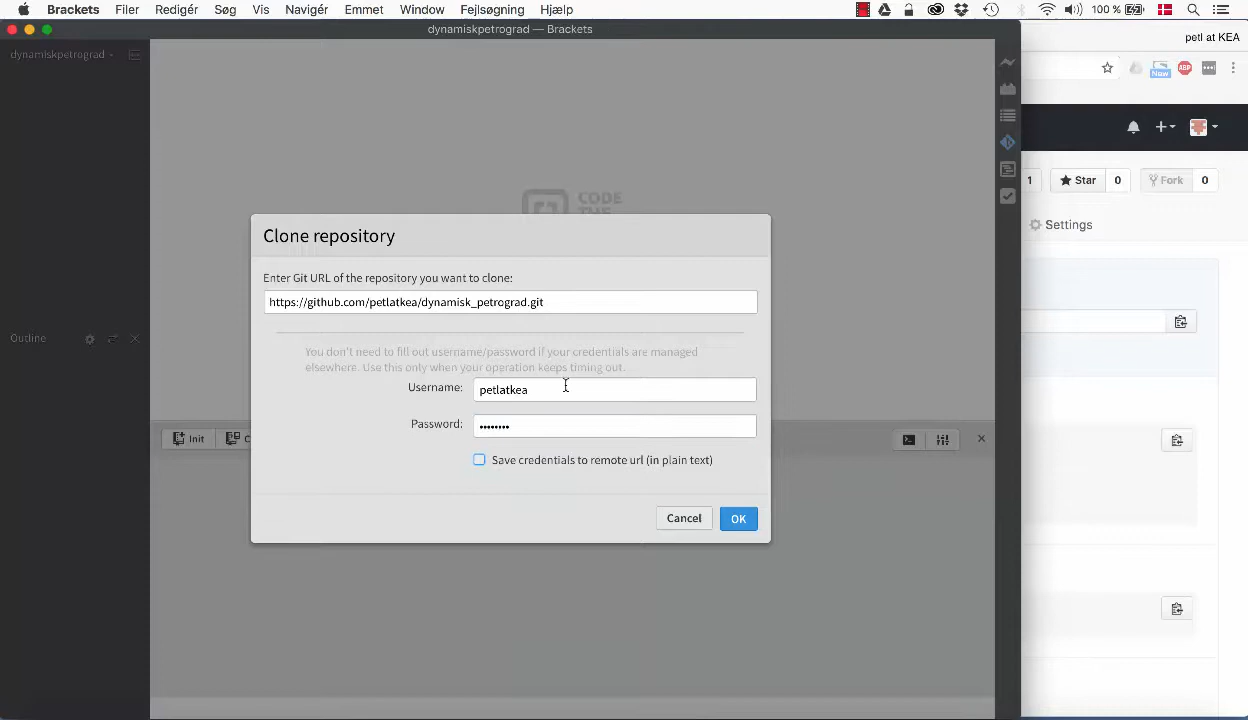 Brackets Filer Redigér Søg Vis Navigér Emmet Window Fejlsøgning Hjælp 100 %
dynamiskpetrograd — Brackets
petl at KEA
dynamiskpetrograd
New ABP
CODE
THE
1 Star 0 Fork 0
Settings
Clone repository
Enter Git URL of the repository you want to clone:
https://github.com/petlatkea/dynamisk_petrograd.git
Outline
You don't need to fill out username/password if your credentials are managed
elsewhere. Use this only when your operation keeps timing out.
Username: petlatkea
Password: ••••••••
Init C
Save credentials to remote url (in plain text)
Cancel OK